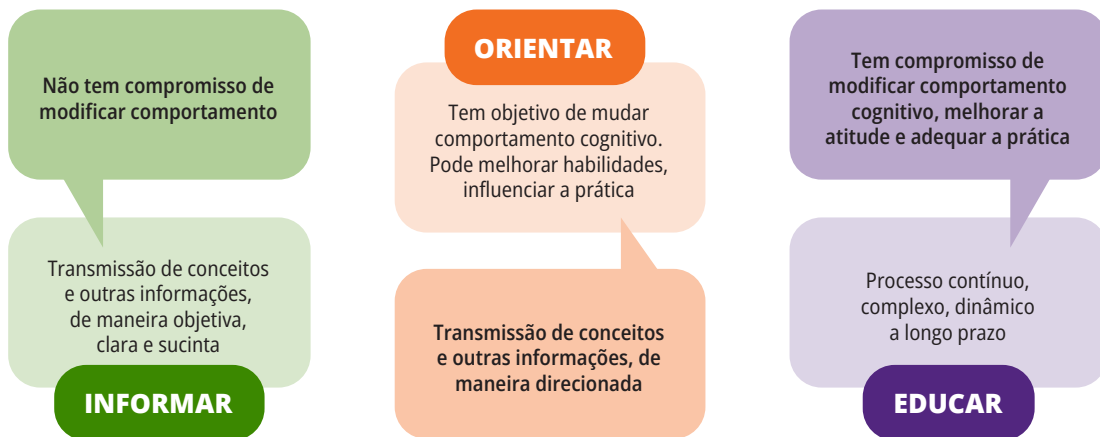 Não tem compromisso de
modificar comportamento
Transmissão de conceitos
e outras informações,
de maneira objetiva,
clara e sucinta
INFORMAR
ORIENTAR
Tem objetivo de mudar
comportamento cognitivo.
Pode melhorar habilidades,
influenciar a prática
Transmissão de conceitos
e outras informações, de
maneira direcionada
Tem compromisso de
modificar comportamento
cognitivo, melhorar a
atitude e adequar a prática
Processo contínuo,
complexo, dinâmico
a longo prazo
EDUCAR